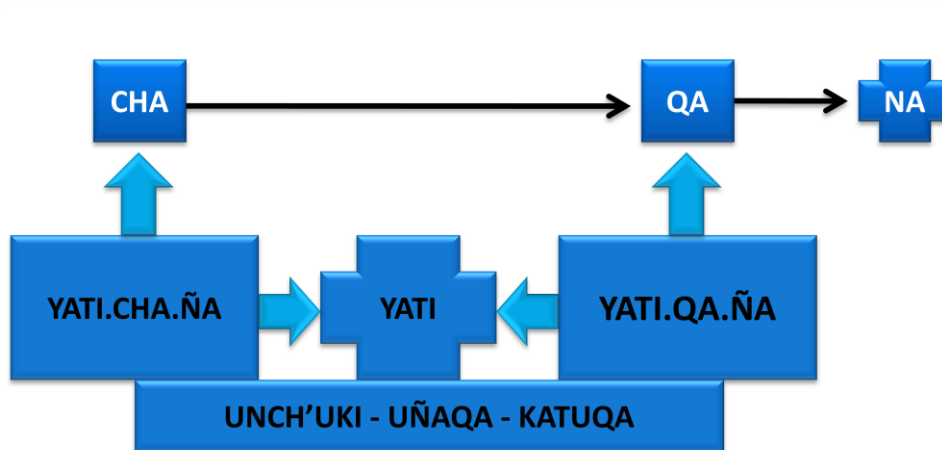 CHA
QA
NA
YATI.CHA.ÑA
YATI
YATI.QA.ÑA
UNCH'UKI - UÑAQA - KATUQA